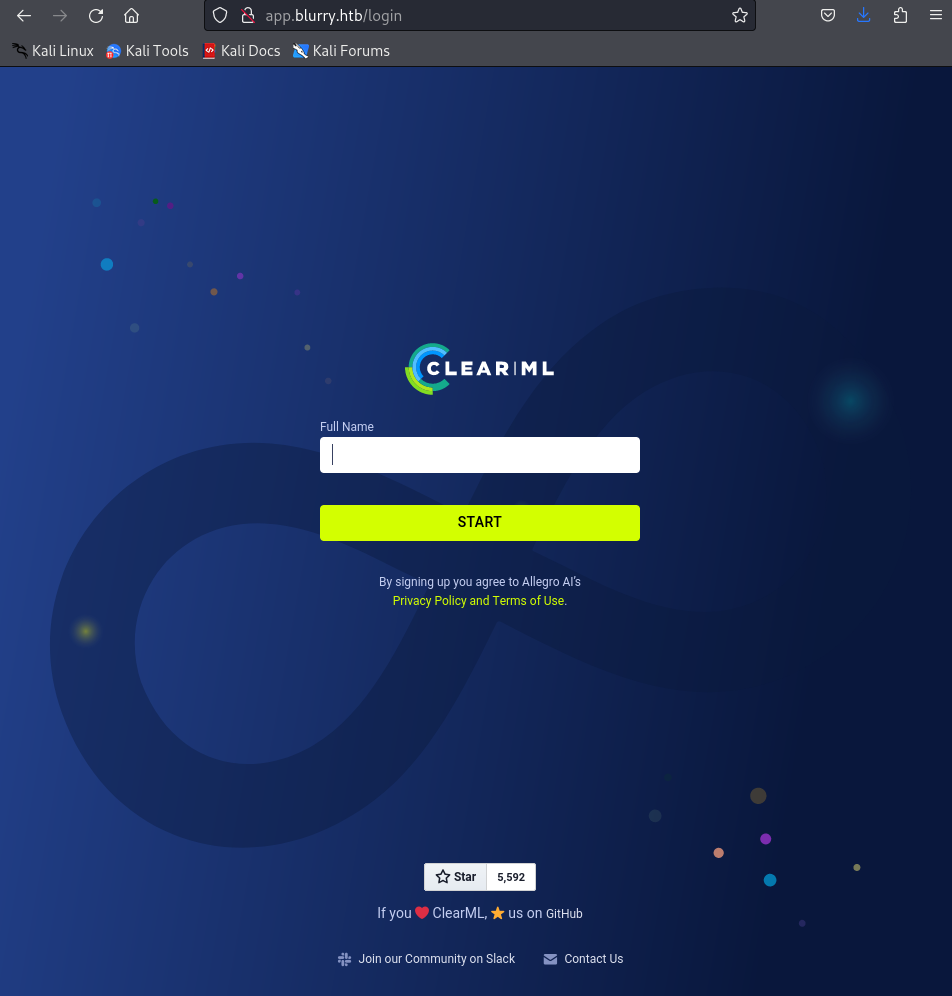 app.blurry.htb/login
Kali Linux Kali Tools Kali Docs Kali Forums
CLEAR|ML
Full Name
START
By signing up you agree to Allegro AI's
Privacy Policy and Terms of Use.
Star 5,592
If you ❤️ ClearML, ⭐ us on GitHub
Join our Community on Slack Contact Us